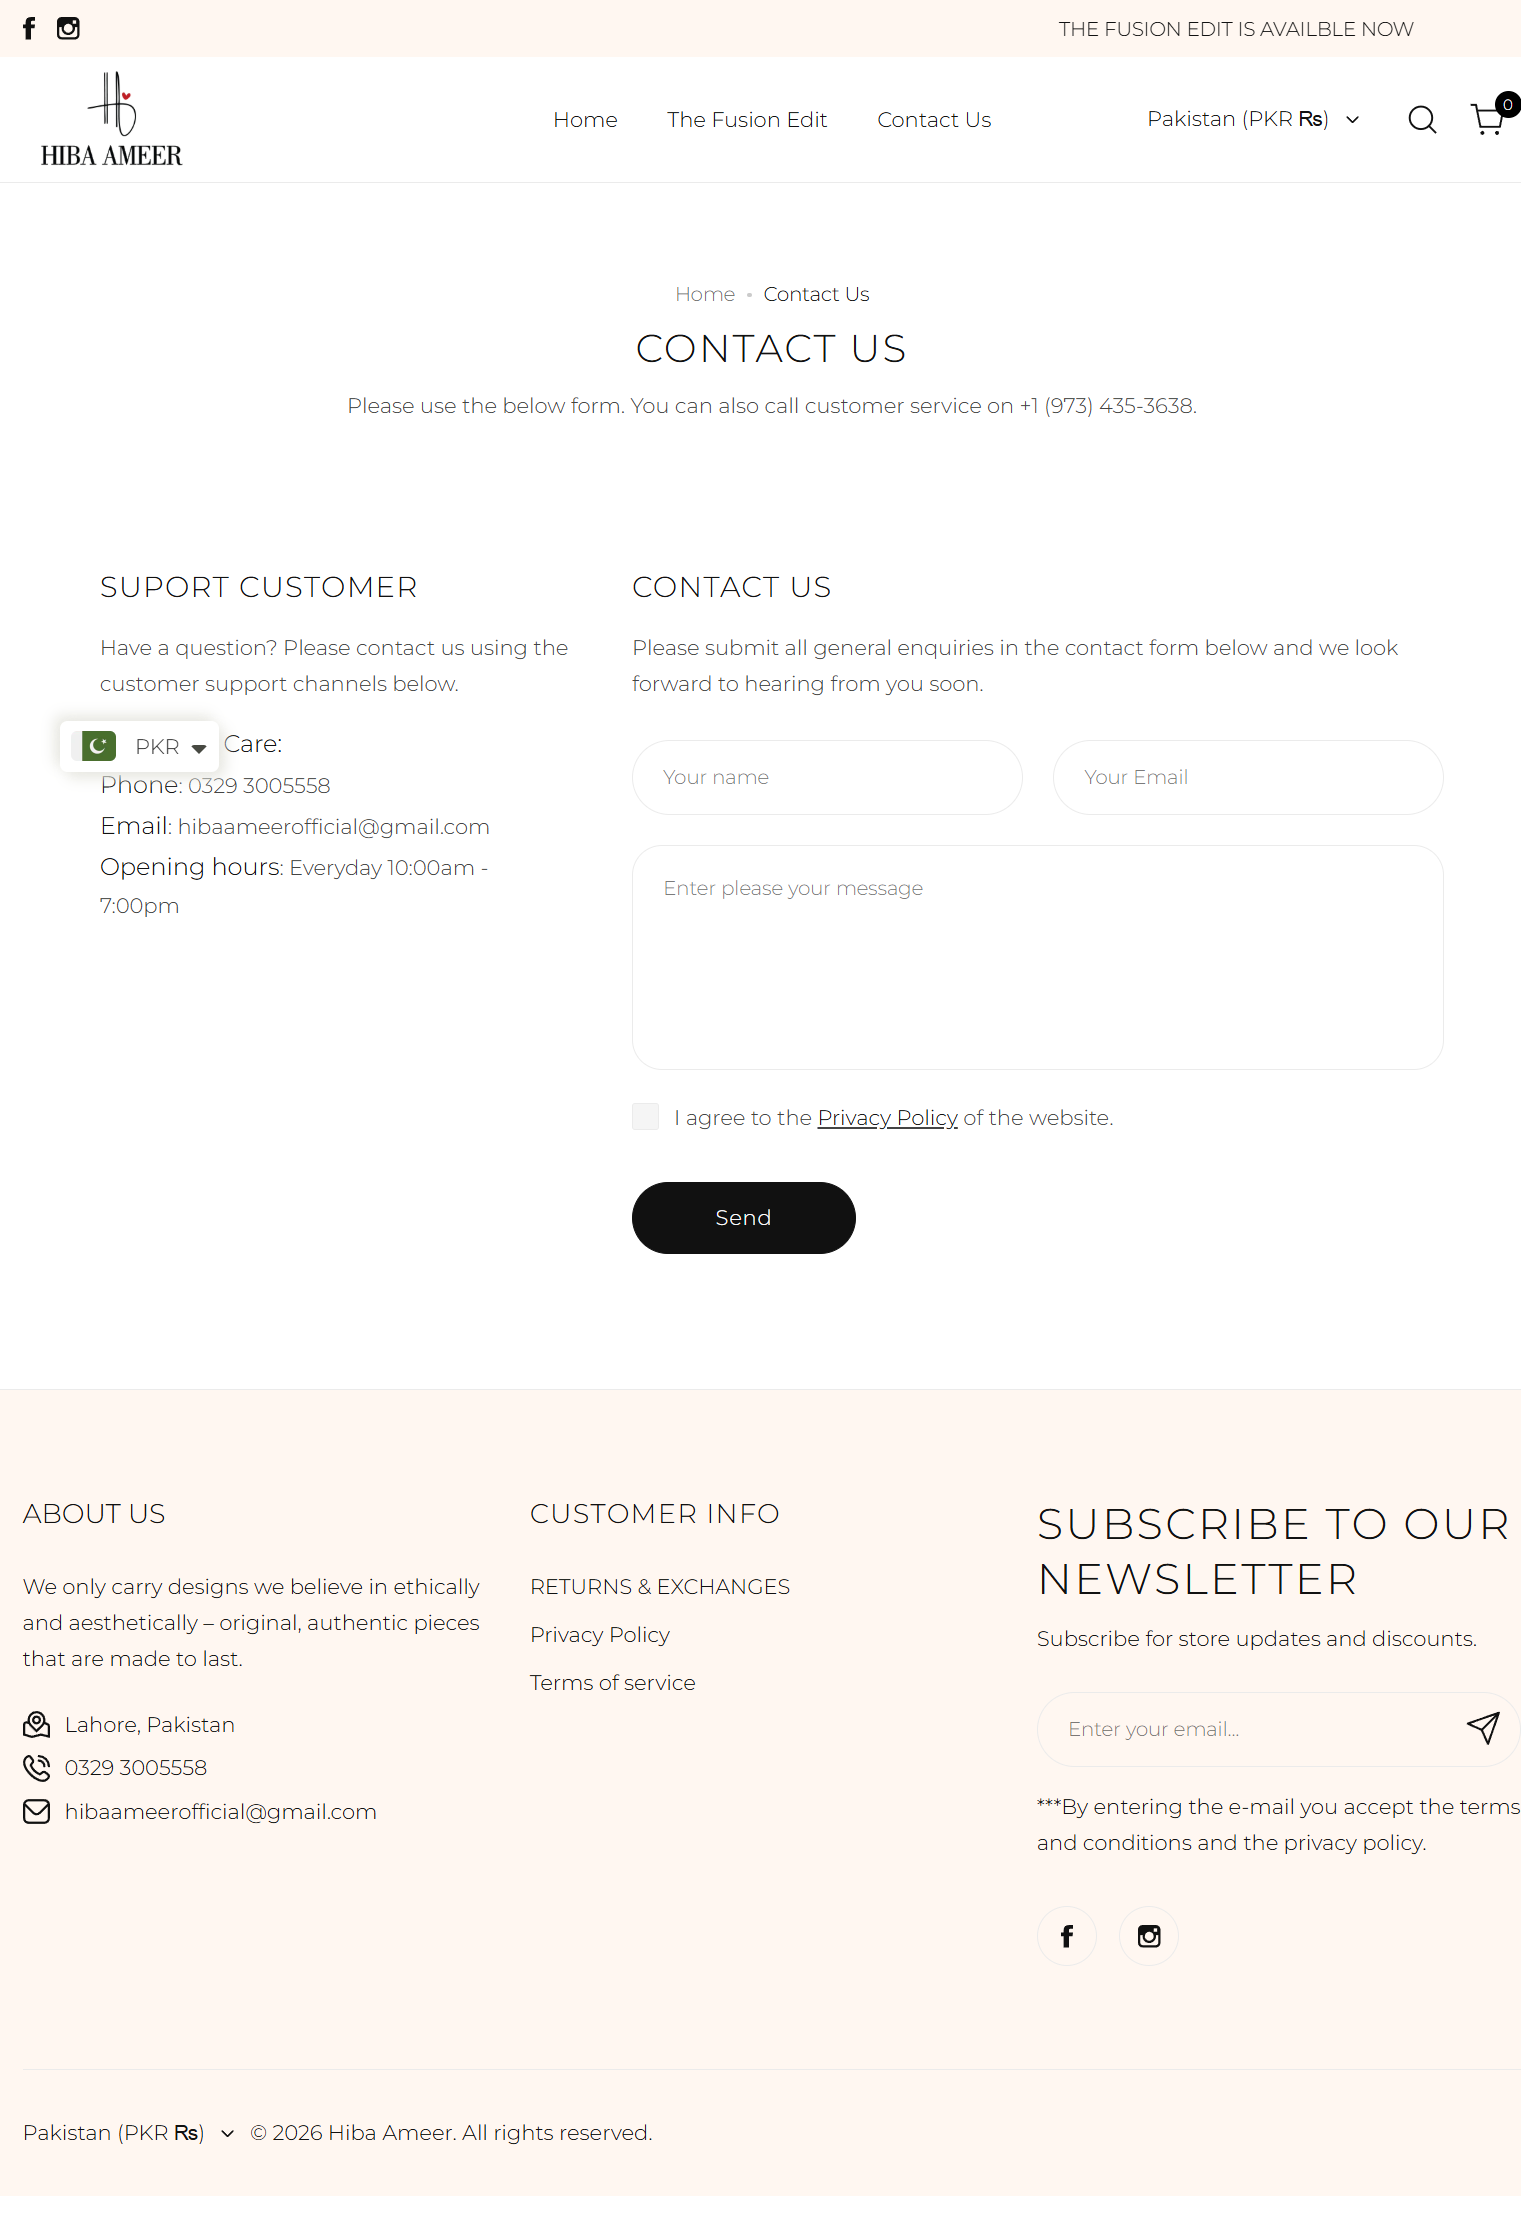 THE FUSION EDIT IS AVAILBLE NOW
HIBA AMEER
Home
The Fusion Edit
Contact Us
Pakistan (PKR ₨)
0
Home • Contact Us
CONTACT US
Please use the below form. You can also call customer service on +1 (973) 435-3638.
SUPORT CUSTOMER
Have a question? Please contact us using the
customer support channels below.
PKR
Care:
Phone: 0329 3005558
Email: hibaameerofficial@gmail.com
Opening hours: Everyday 10:00am -
7:00pm
CONTACT US
Please submit all general enquiries in the contact form below and we look
forward to hearing from you soon.
Your name
Your Email
Enter please your message
I agree to the Privacy Policy of the website.
Send
ABOUT US
We only carry designs we believe in ethically
and aesthetically – original, authentic pieces
that are made to last.
Lahore, Pakistan
0329 3005558
hibaameerofficial@gmail.com
CUSTOMER INFO
RETURNS & EXCHANGES
Privacy Policy
Terms of service
SUBSCRIBE TO OUR
NEWSLETTER
Subscribe for store updates and discounts.
Enter your email...
***By entering the e-mail you accept the terms
and conditions and the privacy policy.
Pakistan (PKR ₨)
© 2026 Hiba Ameer. All rights reserved.